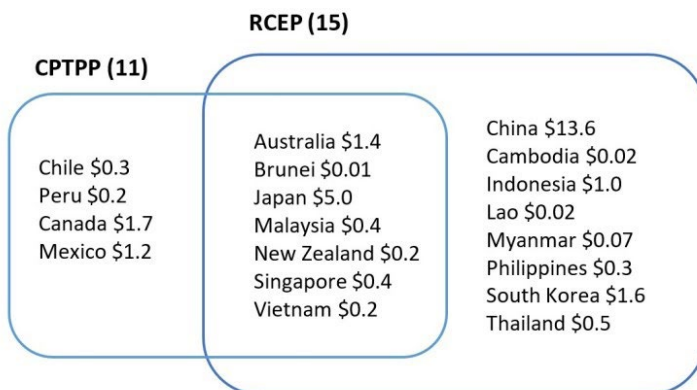 RCEP (15)
CPTPP (11)
Chile $0.3
Peru $0.2
Canada $1.7
Mexico $1.2
Australia $1.4
Brunei $0.01
Japan $5.0
Malaysia $0.4
New Zealand $0.2
Singapore $0.4
Vietnam $0.2
China $13.6
Cambodia $0.02
Indonesia $1.0
Lao $0.02
Myanmar $0.07
Philippines $0.3
South Korea $1.6
Thailand $0.5